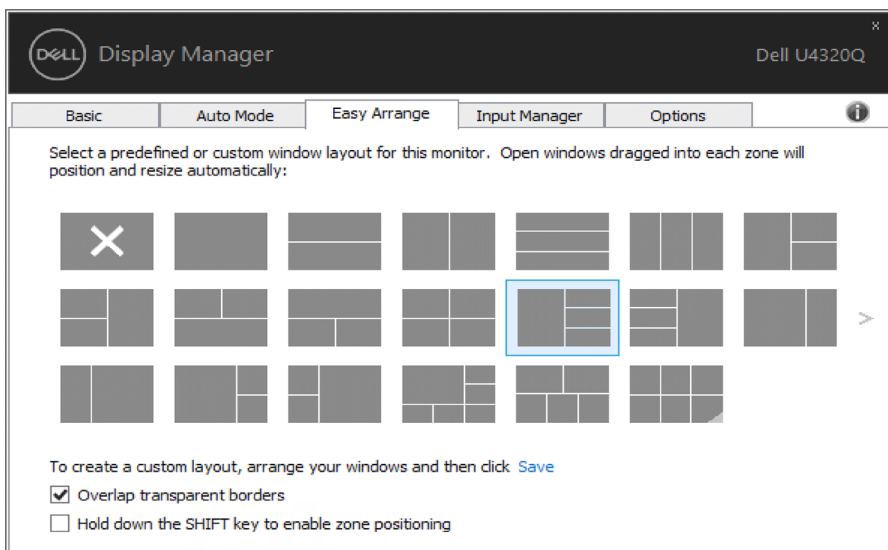 x
DELL Display Manager
Dell U4320Q
Basic Auto Mode Easy Arrange Input Manager Options
Select a predefined or custom window layout for this monitor. Open windows dragged into each zone will
position and resize automatically:
>
To create a custom layout, arrange your windows and then click Save
Overlap transparent borders
Hold down the SHIFT key to enable zone positioning